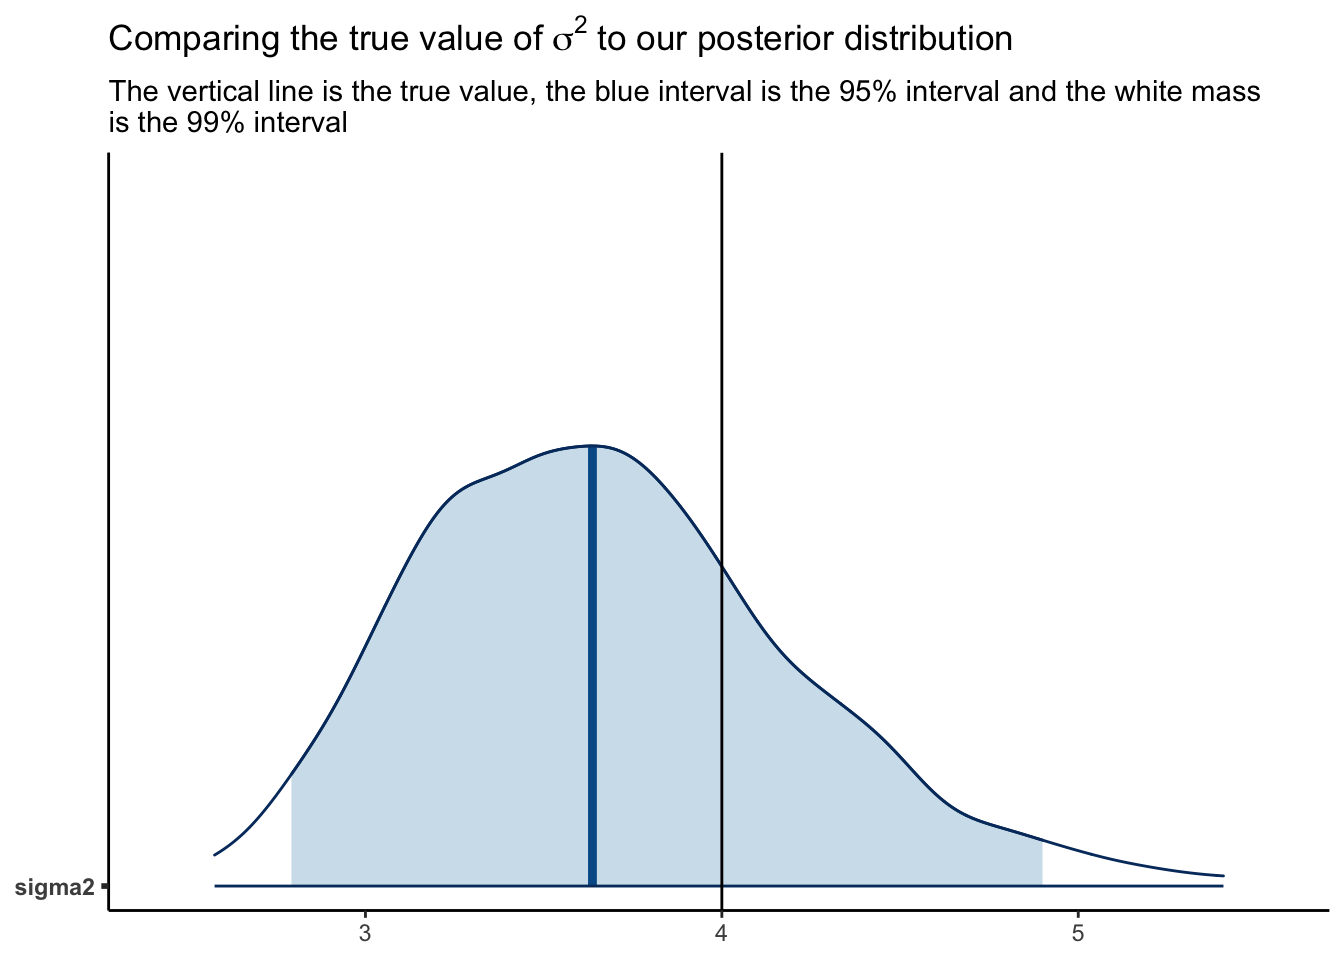 Comparing the true value of σ² to our posterior distribution
The vertical line is the true value, the blue interval is the 95% interval and the white mass
is the 99% interval
sigma2
3 4 5